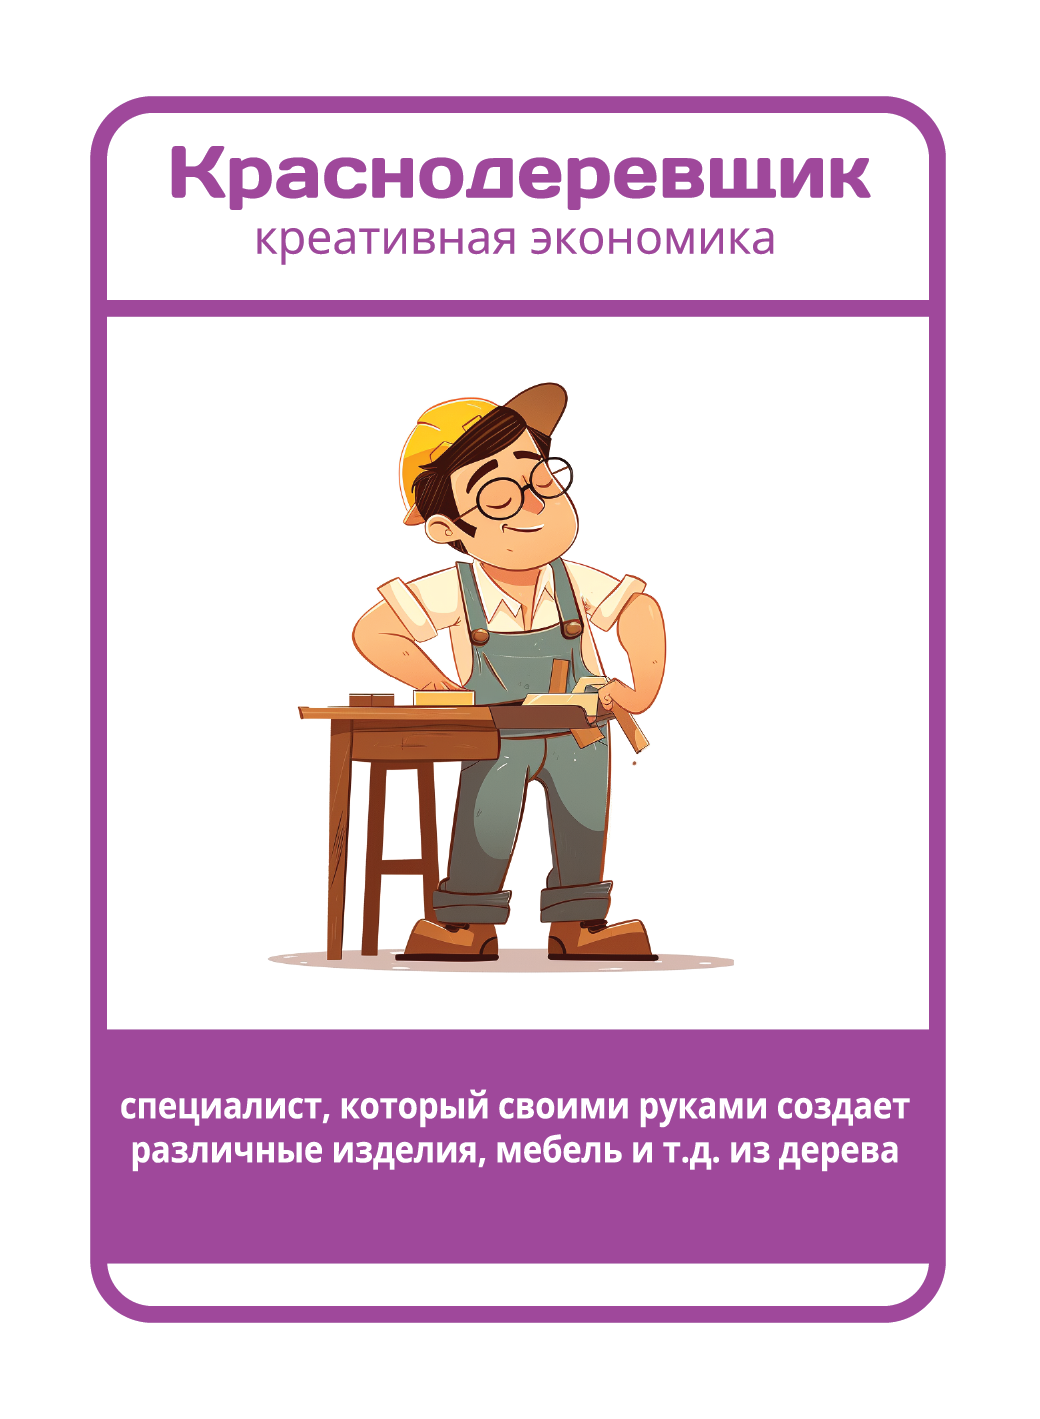 Краснодеревщик
креативная экономика
специалист, который своими руками создает
различные изделия, мебель и т.д. из дерева